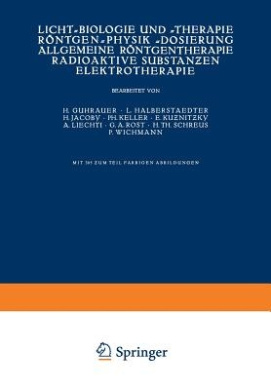 LICHT-BIOLOGIE UND -THERAPIE
RÖNTGEN-PHYSIK -DOSIERUNG
ALLGEMEINE RÖNTGENTHERAPIE
RADIOAKTIVE SUBSTANZEN
ELEKTROTHERAPIE
BEARBEITET VON
H. GUHRAUER · L. HALBERSTAEDTER
H. JACOBY · PH. KELLER · E. KUZNITZKY
A. LIECHTI · G. A. ROST · H. TH. SCHREUS
P. WICHMANN
MIT ZUM TEIL FARBIGEN ABBILDUNGEN
Springer